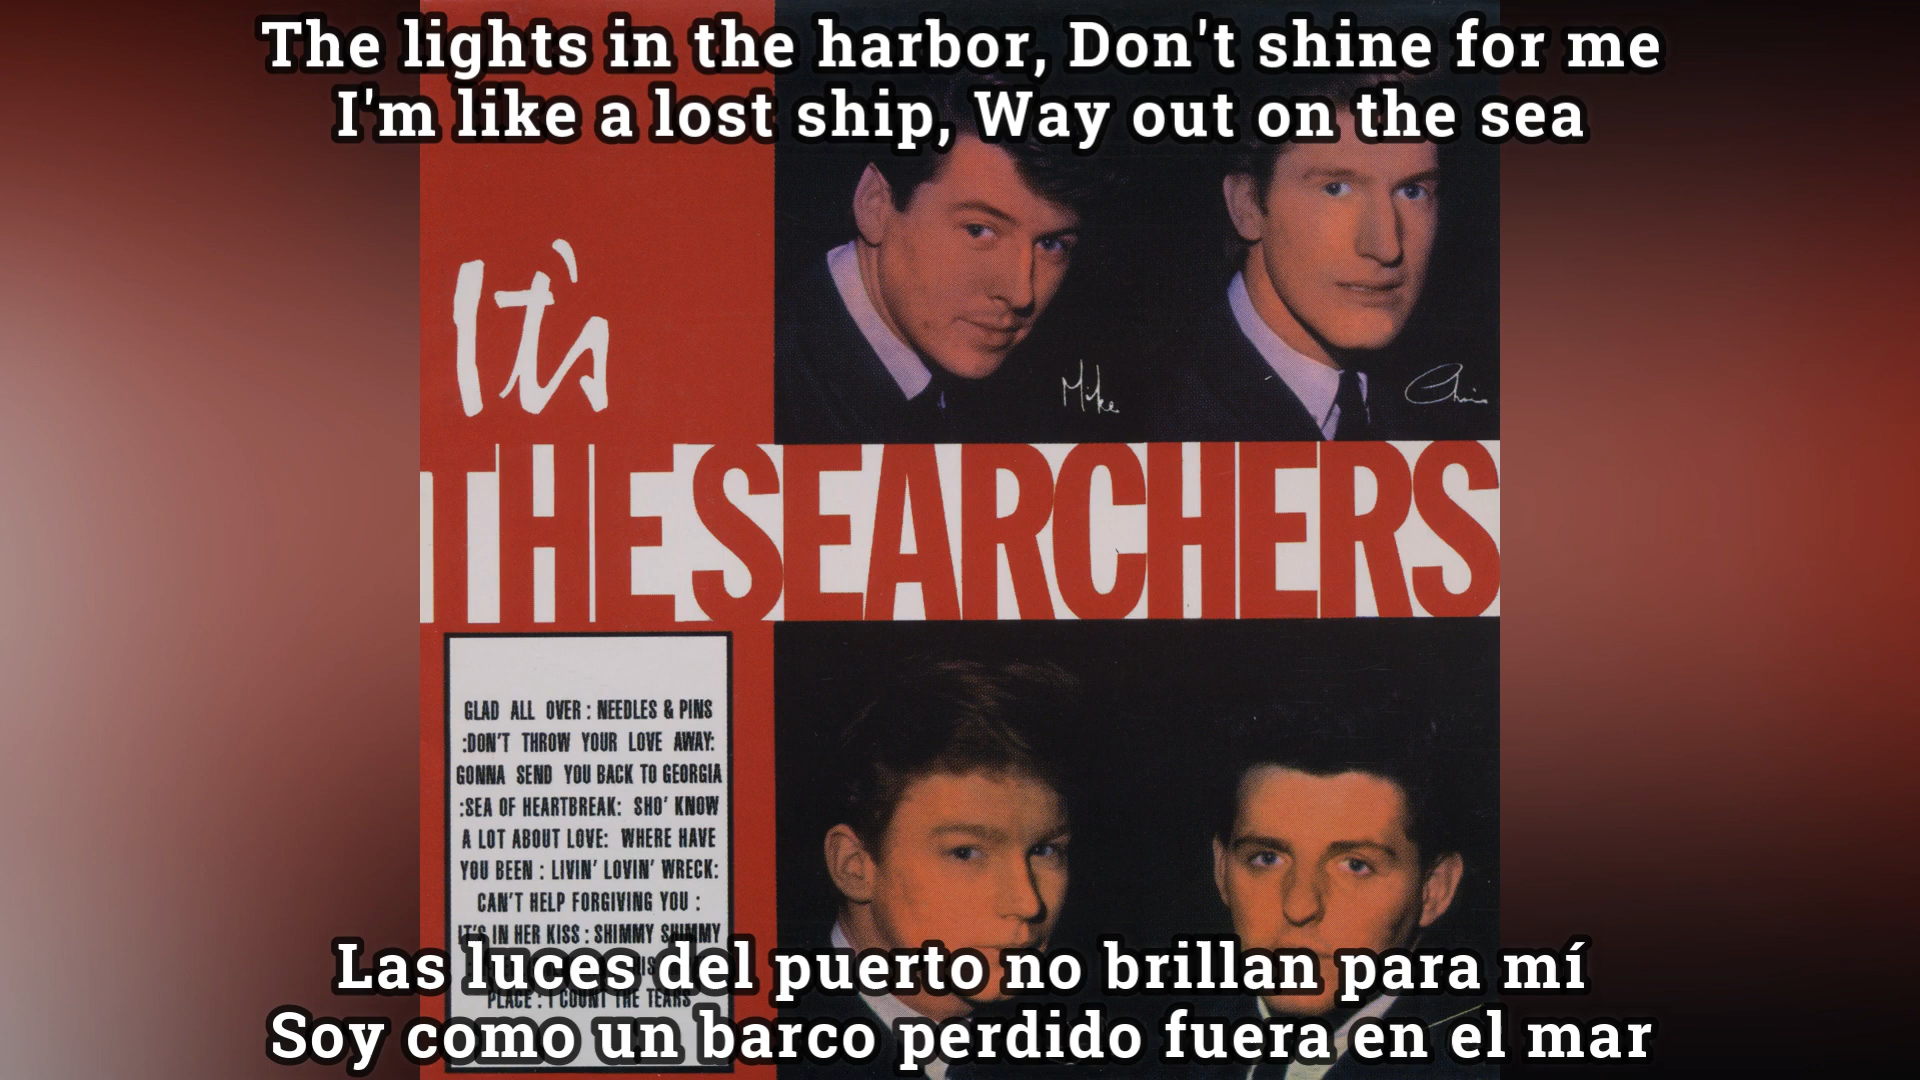 The lights in the harbor, Don't shine for me
I'm like a lost ship, Way out on the sea
It's
Mike
Chris
THE SEARCHERS
GLAD ALL OVER : NEEDLES & PINS
:DON'T THROW YOUR LOVE AWAY:
GONNA SEND YOU BACK TO GEORGIA
:SEA OF HEARTBREAK: SHO' KNOW
A LOT ABOUT LOVE: WHERE HAVE
YOU BEEN : LIVIN' LOVIN' WRECK:
CAN'T HELP FORGIVING YOU :
IT'S IN HER KISS : SHIMMY SHIMMY
PLACE : I COUNT THE TEARS
Las luces del puerto no brillan para mí
Soy como un barco perdido fuera en el mar